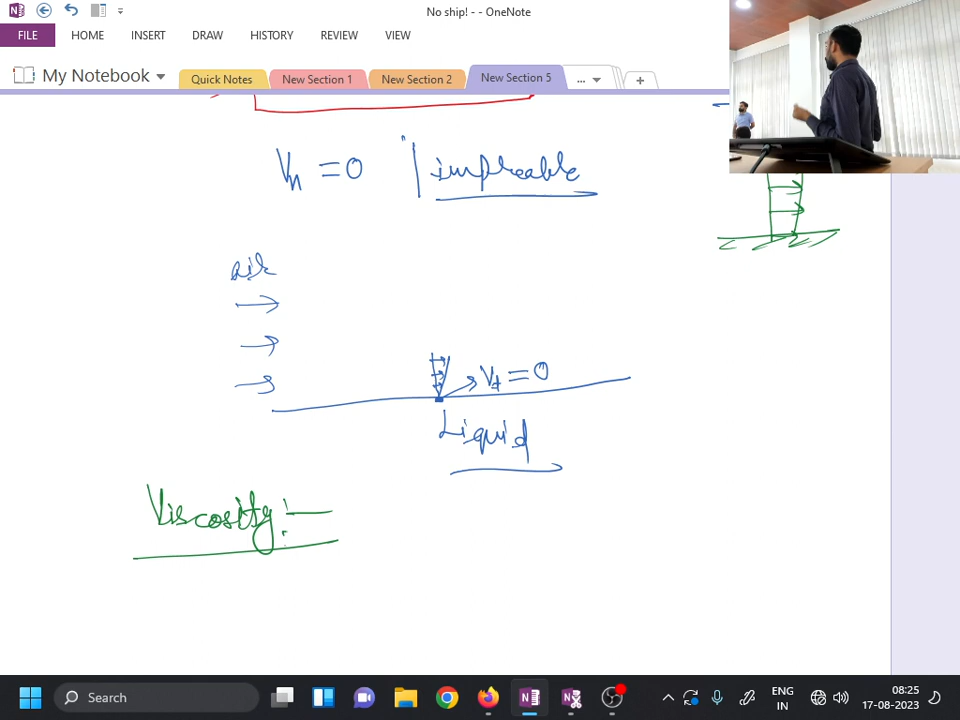 No ship! - - OneNote
FILE HOME INSERT DRAW HISTORY REVIEW VIEW
My Notebook Quick Notes New Section 1 New Section 2 New Section 5 ... +
Vn = 0 | impreable
air
Vt = 0
Liquid
Viscosity :-
Search
ENG
IN
08:25
17-08-2023